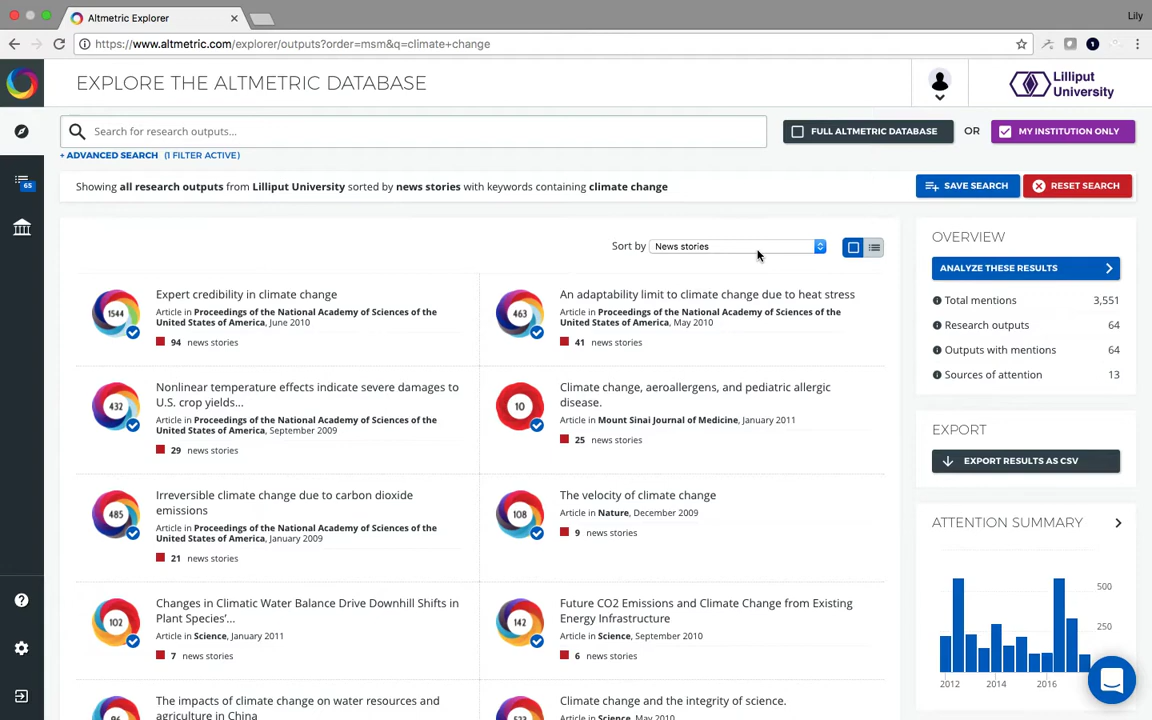 Altmetric Explorer
Lily
https://www.altmetric.com/explorer/outputs?order=msm&q=climate+change
EXPLORE THE ALTMETRIC DATABASE
Lilliput
University
Search for research outputs...
FULL ALTMETRIC DATABASE
OR
MY INSTITUTION ONLY
+ ADVANCED SEARCH (1 FILTER ACTIVE)
65
Showing all research outputs from Lilliput University sorted by news stories with keywords containing climate change
SAVE SEARCH
RESET SEARCH
Sort by News stories
1544
Expert credibility in climate change
Article in Proceedings of the National Academy of Sciences of the
United States of America, June 2010
94 news stories
463
An adaptability limit to climate change due to heat stress
Article in Proceedings of the National Academy of Sciences of the
United States of America, May 2010
41 news stories
432
Nonlinear temperature effects indicate severe damages to
U.S. crop yields...
Article in Proceedings of the National Academy of Sciences of the
United States of America, September 2009
29 news stories
10
Climate change, aeroallergens, and pediatric allergic
disease.
Article in Mount Sinai Journal of Medicine, January 2011
25 news stories
485
Irreversible climate change due to carbon dioxide
emissions
Article in Proceedings of the National Academy of Sciences of the
United States of America, January 2009
21 news stories
108
The velocity of climate change
Article in Nature, December 2009
9 news stories
102
Changes in Climatic Water Balance Drive Downhill Shifts in
Plant Species'...
Article in Science, January 2011
7 news stories
142
Future CO2 Emissions and Climate Change from Existing
Energy Infrastructure
Article in Science, September 2010
6 news stories
The impacts of climate change on water resources and
agriculture in China
Climate change and the integrity of science.
Article in Science, May 2010
OVERVIEW
ANALYZE THESE RESULTS
Total mentions 3,551
Research outputs 64
Outputs with mentions 64
Sources of attention 13
EXPORT
EXPORT RESULTS AS CSV
ATTENTION SUMMARY
500
250
2012 2014 2016